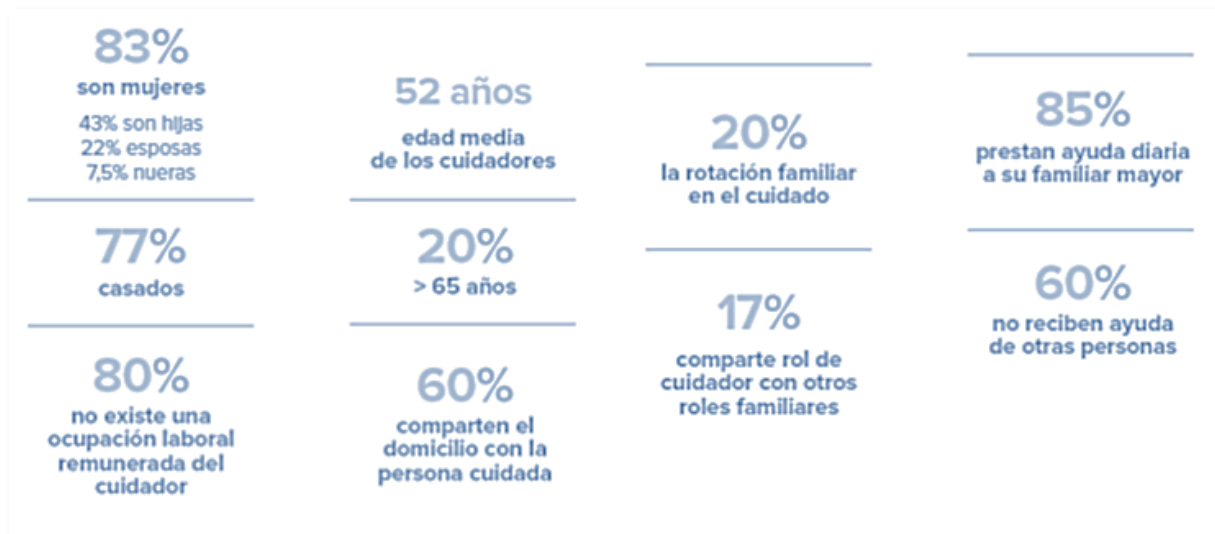 83%
son mujeres
43% son hijas
22% esposas
7,5% nueras
77%
casados
80%
no existe una
ocupación laboral
remunerada del
cuidador
52 años
edad media
de los cuidadores
20%
> 65 años
60%
comparten el
domicilio con la
persona cuidada
20%
la rotación familiar
en el cuidado
17%
comparte rol de
cuidador con otros
roles familiares
85%
prestan ayuda diaria
a su familiar mayor
60%
no reciben ayuda
de otras personas